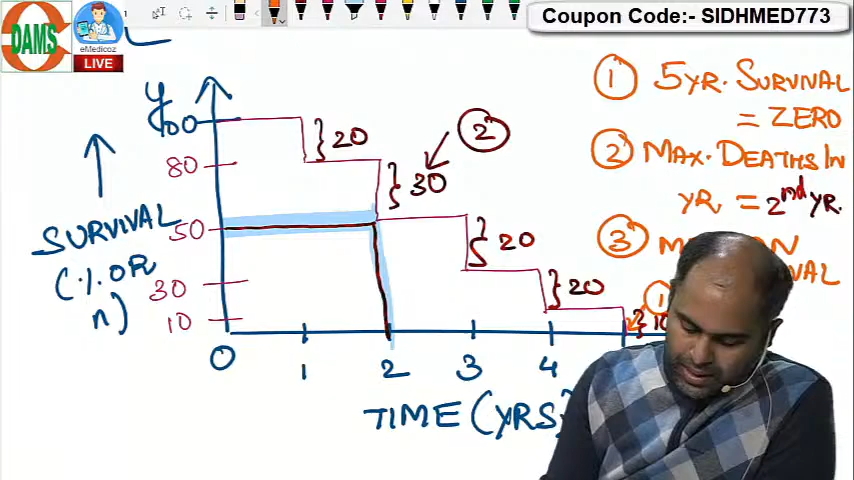 DAMS
eMedicoz
LIVE
Coupon Code:- SIDHMED773
y
100
80
50
30
10
SURVIVAL
(% OR
n)
}20
}30
②
}20
}20
0
1
2
3
4
TIME (YRS
① 5YR. SURVIVAL
= ZERO
② MAX. DEATHS IN
YR = 2nd YR.
③